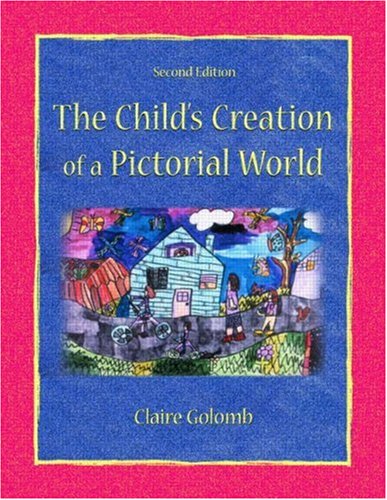 Second Edition
The Child's Creation
of a Pictorial World
Claire Golomb